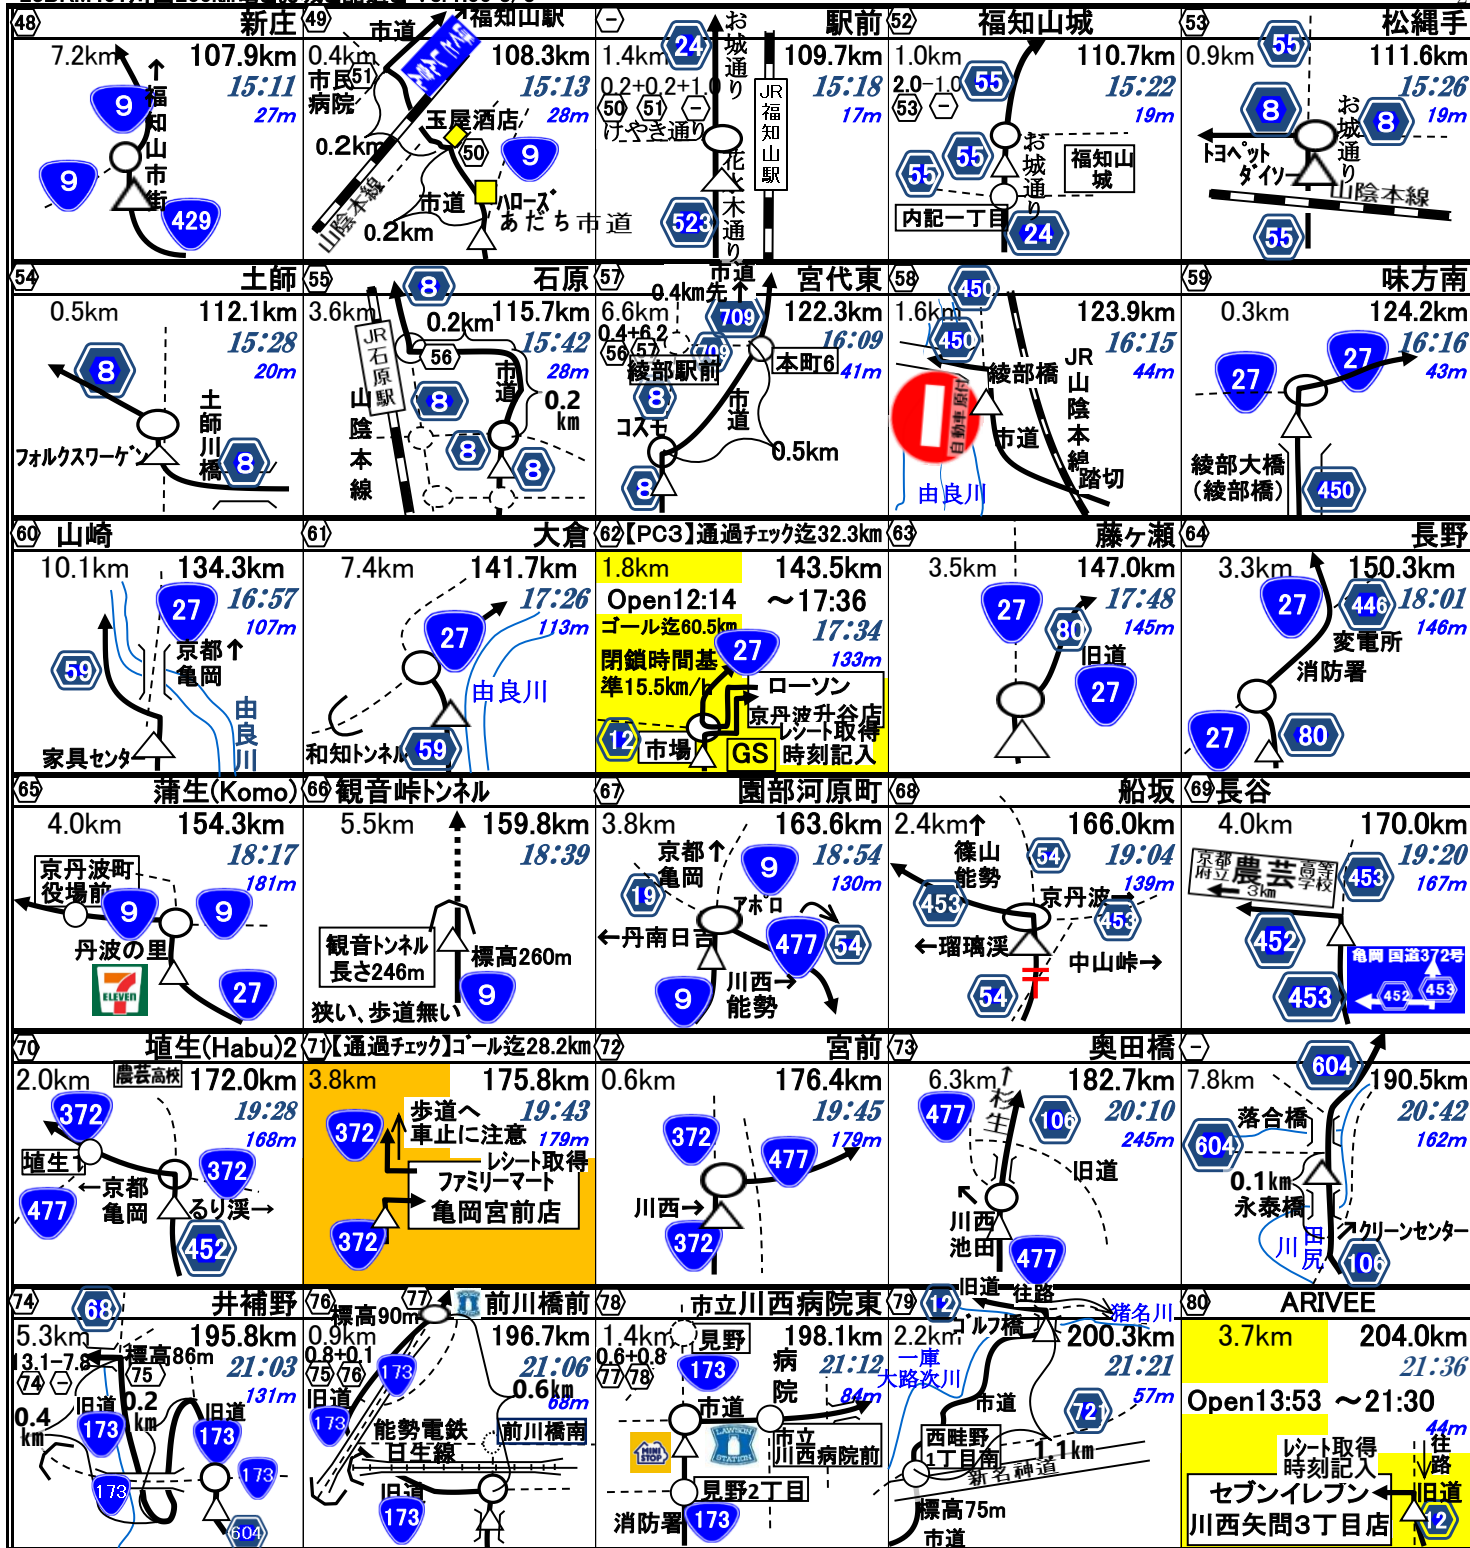 48 新庄
7.2km 107.9km
15:11
27m
9
↑福知山市街
9
429
49 福知山駅
市道
0.4km 108.3km
市民病院 51
15:13
28m
玉屋酒店
50
0.2km
9
山陰本線
市道
ハローズ
0.2km
あだち市道
- 駅前
1.4km 24 お城通り 109.7km
15:18
17m
0.2+0.2+1.0
50 51 -
けやき通り
JR福知山駅
花水木通り
523
52 福知山城
1.0km 110.7km
2.0-1.0 55
53 -
15:22
19m
55
55
お城通り
福知山城
内記一丁目
24
53 松縄手
0.9km 55 111.6km
15:26
19m
8
8
お城通り
トヨペット
ダイソー
山陰本線
55
54 土師
0.5km 112.1km
15:28
20m
8
土師川橋
フォルクスワーゲン
8
55 石原
3.6km 8 115.7km
0.2km
15:42
28m
JR石原駅
56
市道
8
0.2km
山陰本線
8
8
57 宮代東
市道
0.4km先↑
6.6km 709 122.3km
0.4+6.2
56 57
16:09
41m
709
綾部駅前
本町6
8
市道
コスモ
0.5km
8
58
450
1.6km 123.9km
16:15
44m
450
綾部橋
JR山陰本線
自動車 原付
市道
踏切
由良川
59 味方南
0.3km 124.2km
16:16
43m
27
27
綾部大橋
(綾部橋)
450
60 山崎
10.1km 134.3km
16:57
107m
27
59
京都↑
亀岡
由良川
家具センタ
61 大倉
7.4km 141.7km
17:26
113m
27
由良川
和知トンネル
59
62 【PC3】通過チェック迄32.3km
1.8km 143.5km
Open12:14 ～17:36
ゴール迄60.5km
17:34
133m
閉鎖時間基準15.5km/h
27
ローソン
京丹波升谷店
レシート取得
時刻記入
12
市場
GS
63 藤ヶ瀬
3.5km 147.0km
17:48
145m
27
80
旧道
27
64 長野
3.3km 150.3km
27
446
18:01
146m
変電所
消防署
27
80
65 蒲生(Komo)
4.0km 154.3km
18:17
181m
京丹波町役場前
9
9
丹波の里
ELEVEN
27
66 観音峠トンネル
5.5km 159.8km
18:39
観音トンネル
長さ246m
標高260m
狭い、歩道無い
9
67 園部河原町
3.8km 163.6km
京都↑
亀岡
9
18:54
130m
19
アポロ
←丹南日吉
477
54
川西→
能勢
9
68 船坂
2.4km↑ 166.0km
篠山
能勢
54
19:04
139m
453
京丹波→
453
←瑠璃渓
中山峠→
54
69 長谷
4.0km 170.0km
京都府立農芸高等学校
←3km
453
19:20
167m
452
亀岡 国道372号
452 453
453
70 埴生(Habu)2
2.0km 農芸高校 172.0km
19:28
168m
372
埴生1
372
←京都
亀岡
るり渓→
477
452
71 【通過チェック】ゴール迄28.2km
3.8km 175.8km
19:43
179m
372
歩道へ
車止に注意
レシート取得
ファミリーマート
亀岡宮前店
372
72 宮前
0.6km 176.4km
19:45
179m
372
477
川西→
372
73 奥田橋
6.3km 182.7km
↑杉生
20:10
245m
477
106
旧道
川西
池田
477
- 604
7.8km 190.5km
20:42
162m
落合橋
604
0.1km
永泰橋
クリーンセンター
田尻川
106
74 井補野
68
5.3km 195.8km
13.1-7.8
74 -
標高86m
75
21:03
131m
0.4km
旧道
0.2km
旧道
173
173
173
173
604
76 前川橋前
77
標高90m
0.9km 196.7km
0.8+0.1
75 76
21:06
68m
173
0.6km
旧道
173
能勢電鉄
日生線
前川橋南
旧道
173
78 市立川西病院東
1.4km 見野 198.1km
0.6+0.8
77 78
173
21:12
84m
病院
市道
MINI STOP
LAWSON STATION
市立川西病院前
見野2丁目
消防署
173
79 12 旧道 往路
猪名川
ゴルフ橋
2.2km 200.3km
一庫大路次川
21:21
57m
市道
721
西畦野1丁目南
1.1km
新名神道
標高75m
市道
80 ARIVEE
3.7km 204.0km
21:36
Open13:53 ～21:30
44m
レシート取得
時刻記入
往路
セブンイレブン
川西矢問3丁目店
旧道
12